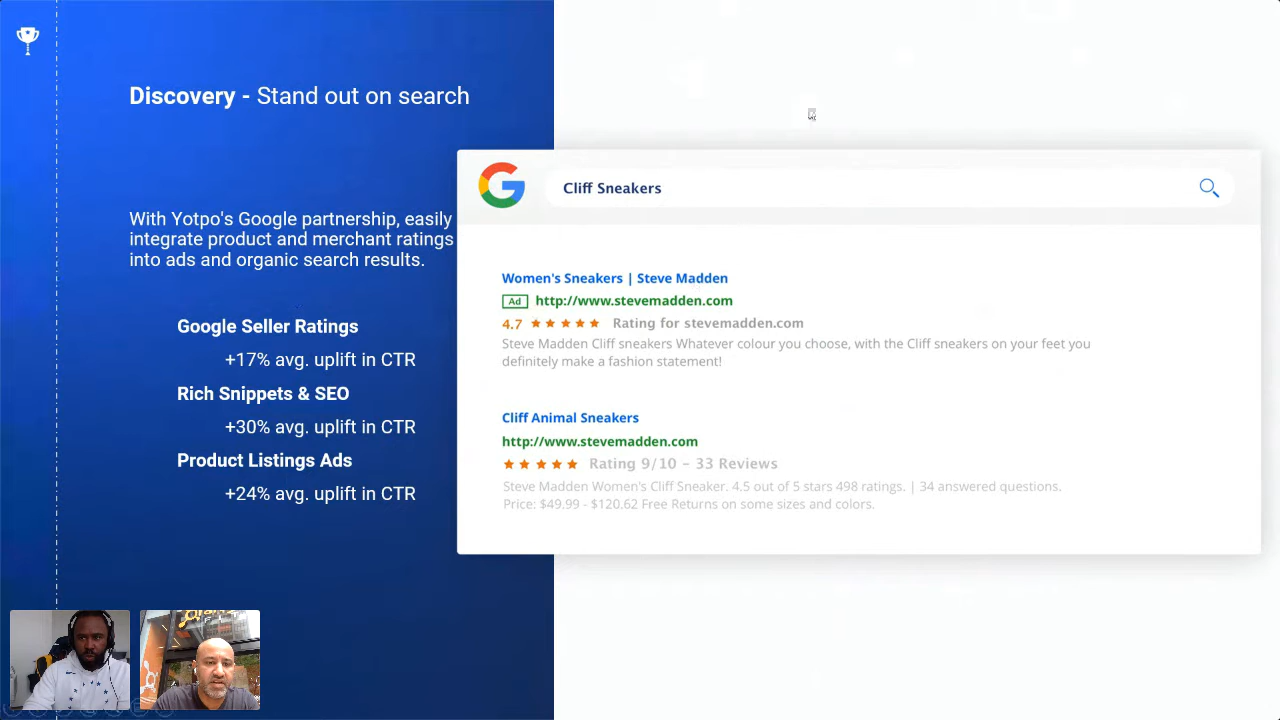 Discovery - Stand out on search
With Yotpo's Google partnership, easily
integrate product and merchant ratings
into ads and organic search results.
Google Seller Ratings
+17% avg. uplift in CTR
Rich Snippets & SEO
+30% avg. uplift in CTR
Product Listings Ads
+24% avg. uplift in CTR
Cliff Sneakers
Women's Sneakers | Steve Madden
Ad http://www.stevemadden.com
4.7 Rating for stevemadden.com
Steve Madden Cliff sneakers Whatever colour you choose, with the Cliff sneakers on your feet you
definitely make a fashion statement!
Cliff Animal Sneakers
http://www.stevemadden.com
Rating 9/10 – 33 Reviews
Steve Madden Women's Cliff Sneaker. 4.5 out of 5 stars 498 ratings. | 34 answered questions.
Price: $49.99 - $120.62 Free Returns on some sizes and colors.